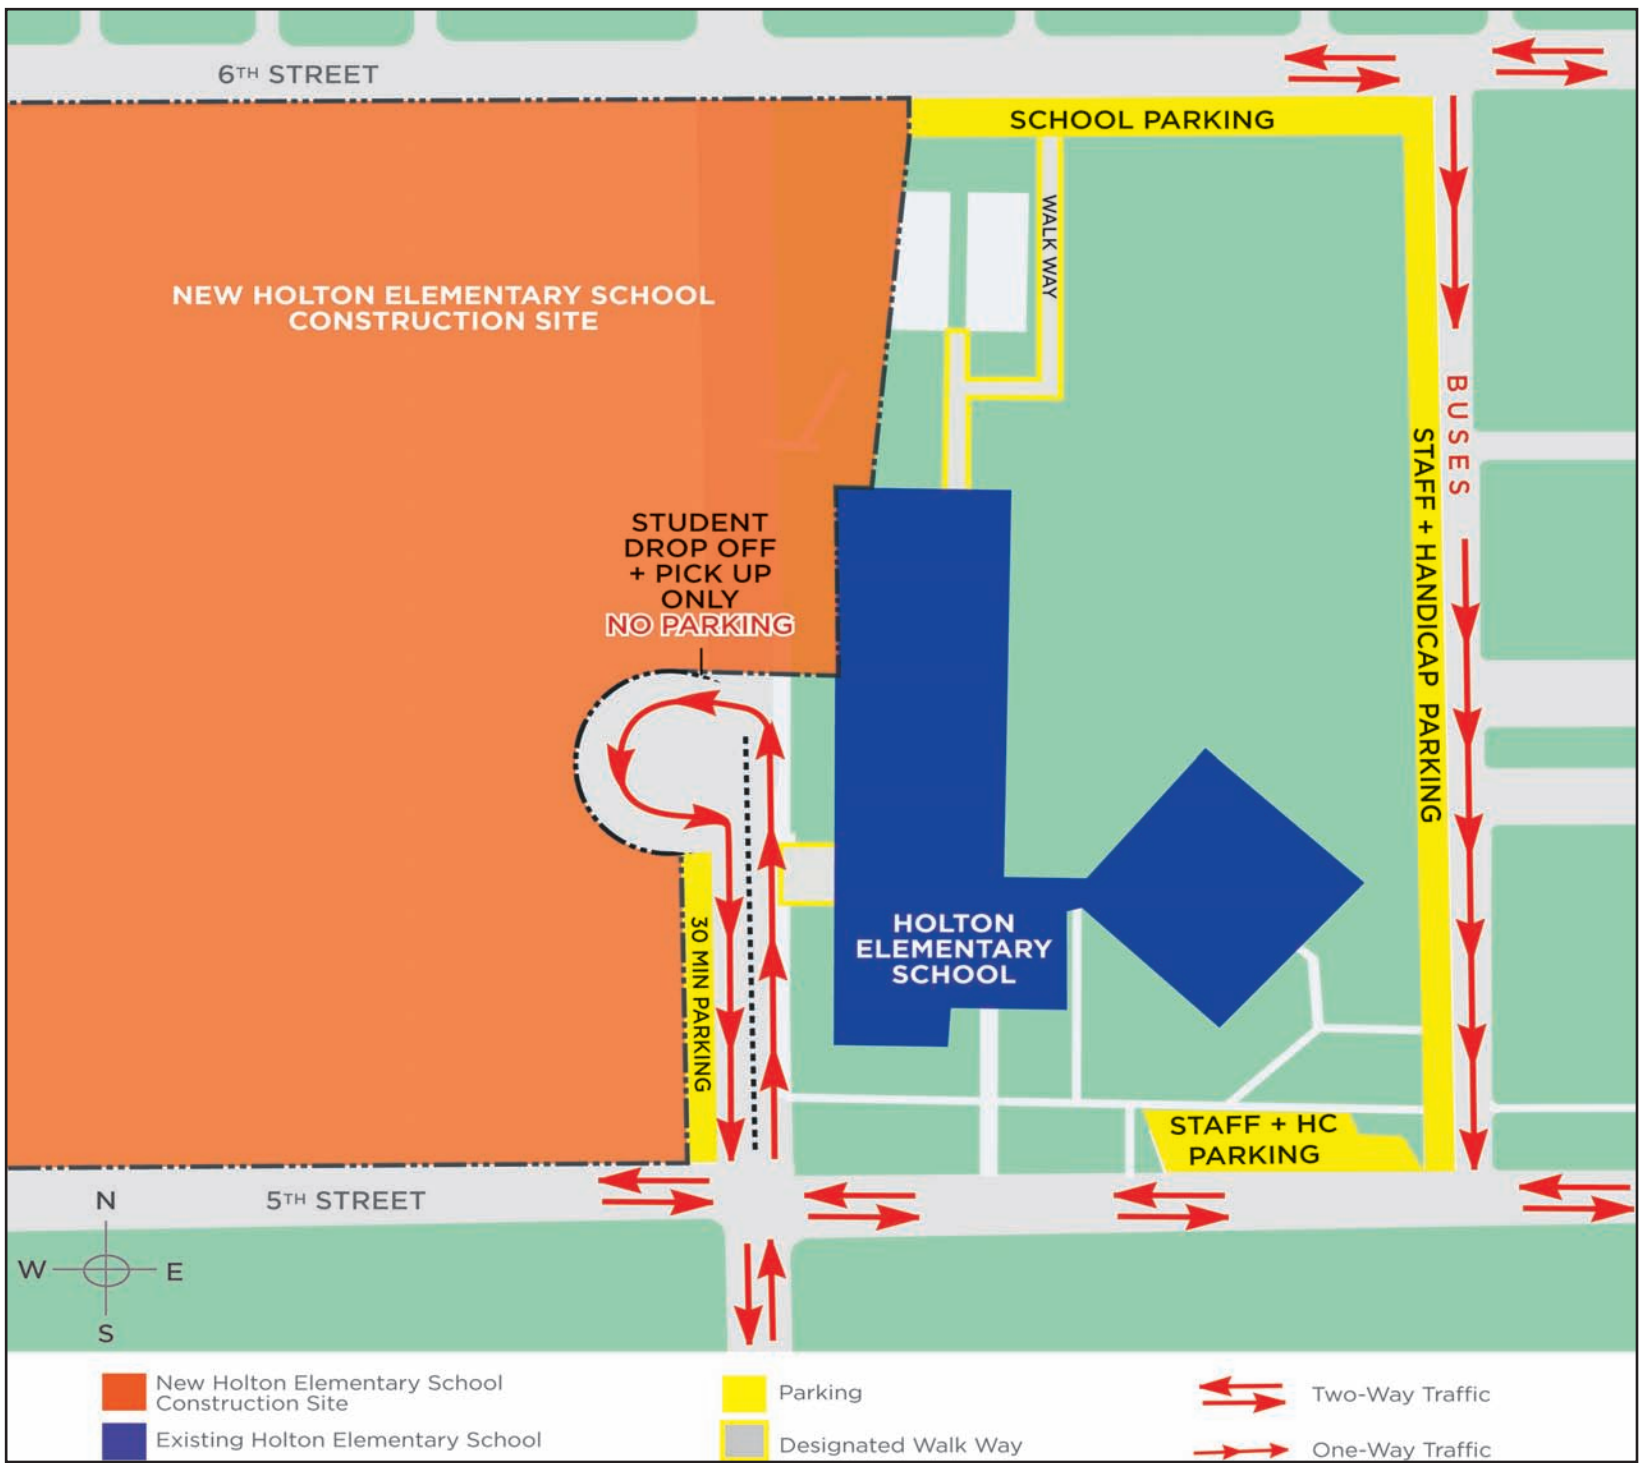 6TH STREET
SCHOOL PARKING
WALK WAY
NEW HOLTON ELEMENTARY SCHOOL
CONSTRUCTION SITE
BUSES
STAFF + HANDICAP PARKING
STUDENT
DROP OFF
+ PICK UP
ONLY
NO PARKING
30 MIN PARKING
HOLTON
ELEMENTARY
SCHOOL
STAFF + HC
PARKING
5TH STREET
N
W
E
S
New Holton Elementary School
Construction Site
Existing Holton Elementary School
Parking
Designated Walk Way
Two-Way Traffic
One-Way Traffic